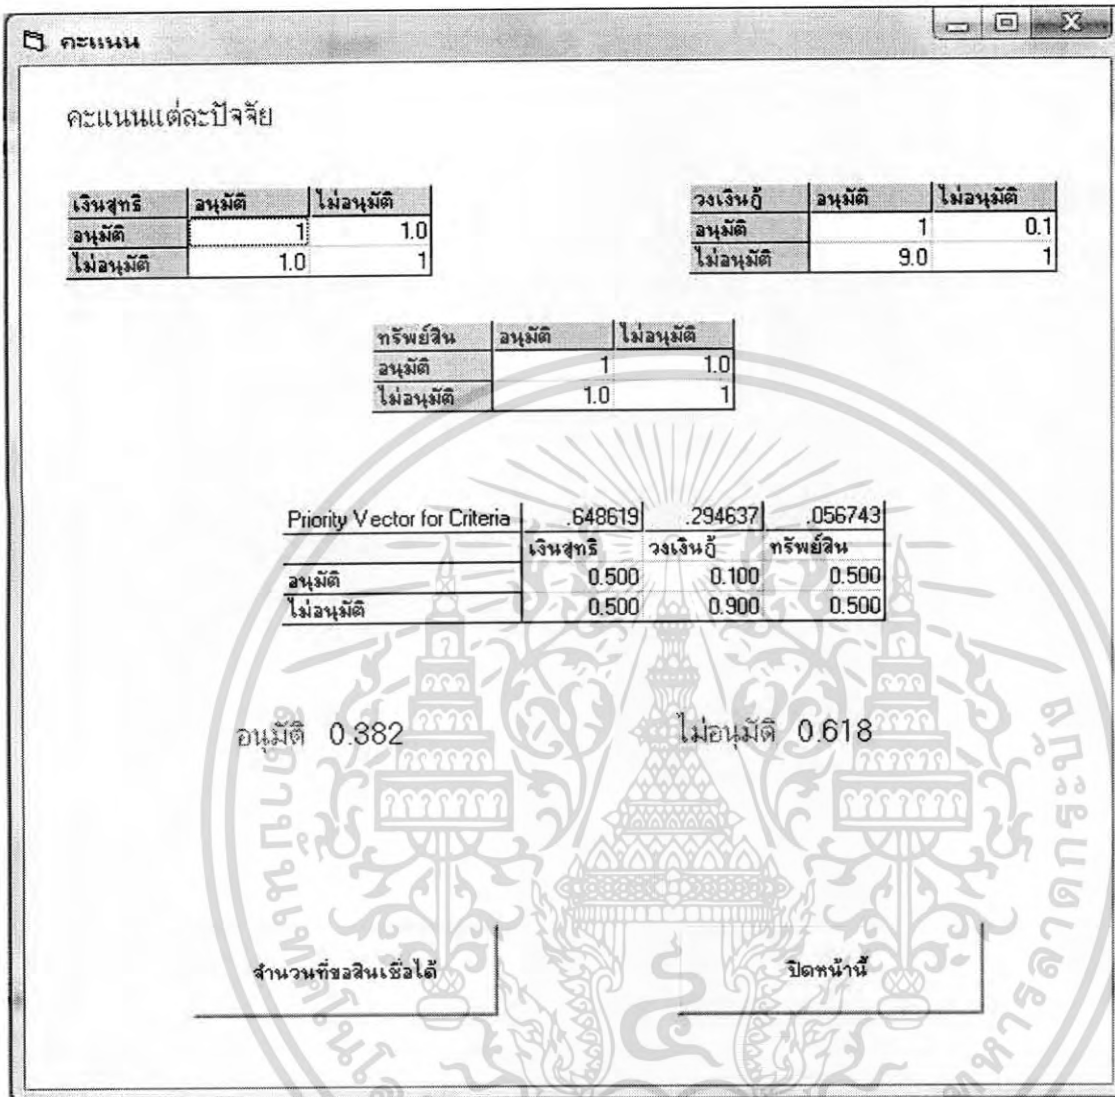 คะแนน
คะแนนแต่ละปัจจัย
เงินสุทธิ อนุมัติ ไม่อนุมัติ
อนุมัติ 1 1.0
ไม่อนุมัติ 1.0 1
วงเงินกู้ อนุมัติ ไม่อนุมัติ
อนุมัติ 1 0.1
ไม่อนุมัติ 9.0 1
ทรัพย์สิน อนุมัติ ไม่อนุมัติ
อนุมัติ 1 1.0
ไม่อนุมัติ 1.0 1
Priority Vector for Criteria .648619 .294637 .056743
เงินสุทธิ วงเงินกู้ ทรัพย์สิน
อนุมัติ 0.500 0.100 0.500
ไม่อนุมัติ 0.500 0.900 0.500
อนุมัติ 0.382 ไม่อนุมัติ 0.618
จำนวนที่ขอสินเชื่อได้ ปิดหน้านี้